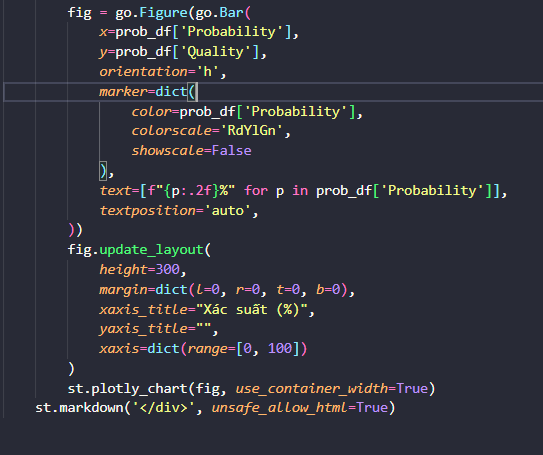 fig = go.Figure(go.Bar(
x=prob_df['Probability'],
y=prob_df['Quality'],
orientation='h',
marker=dict(
color=prob_df['Probability'],
colorscale='RdYlGn',
showscale=False
),
text=[f"{p:.2f}%" for p in prob_df['Probability']],
textposition='auto',
))
fig.update_layout(
height=300,
margin=dict(l=0, r=0, t=0, b=0),
xaxis_title="Xác suất (%)",
yaxis_title="",
xaxis=dict(range=[0, 100])
)
st.plotly_chart(fig, use_container_width=True)
st.markdown('</div>', unsafe_allow_html=True)